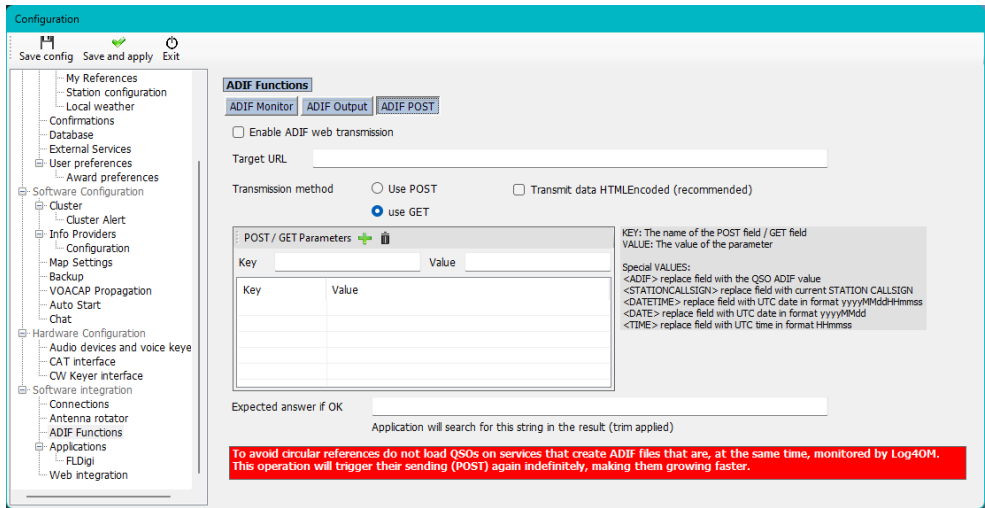 Configuration
Save config Save and apply Exit
My References
Station configuration
Local weather
Confirmations
Database
External Services
User preferences
Award preferences
Software Configuration
Cluster
Cluster Alert
Info Providers
Configuration
Map Settings
Backup
VOACAP Propagation
Auto Start
Chat
Hardware Configuration
Audio devices and voice keye
CAT interface
CW Keyer interface
Software integration
Connections
Antenna rotator
ADIF Functions
Applications
FLDigi
Web integration
ADIF Functions
ADIF Monitor ADIF Output ADIF POST
Enable ADIF web transmission
Target URL
Transmission method Use POST Transmit data HTMLEncoded (recommended)
use GET
POST / GET Parameters
Key Value
Key Value
KEY: The name of the POST field / GET field
VALUE: The value of the parameter
Special VALUES:
<ADIF> replace field with the QSO ADIF value
<STATIONCALLSIGN> replace field with current STATION CALLSIGN
<DATETIME> replace field with UTC date in format yyyyMMddHHmmss
<DATE> replace field with UTC date in format yyyyMMdd
<TIME> replace field with UTC time in format HHmmss
Expected answer if OK
Application will search for this string in the result (trim applied)
To avoid circular references do not load QSOs on services that create ADIF files that are, at the same time, monitored by Log4OM.
This operation will trigger their sending (POST) again indefinitely, making them growing faster.